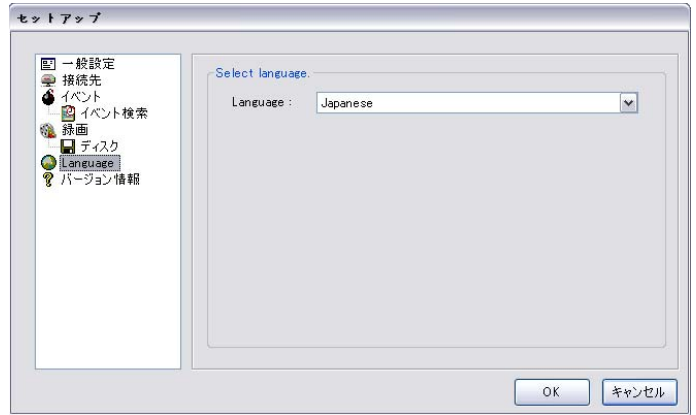 セットアップ
一般設定
接続先
イベント
イベント検索
録画
ディスク
Language
バージョン情報
Select language.
Language : Japanese
OK キャンセル